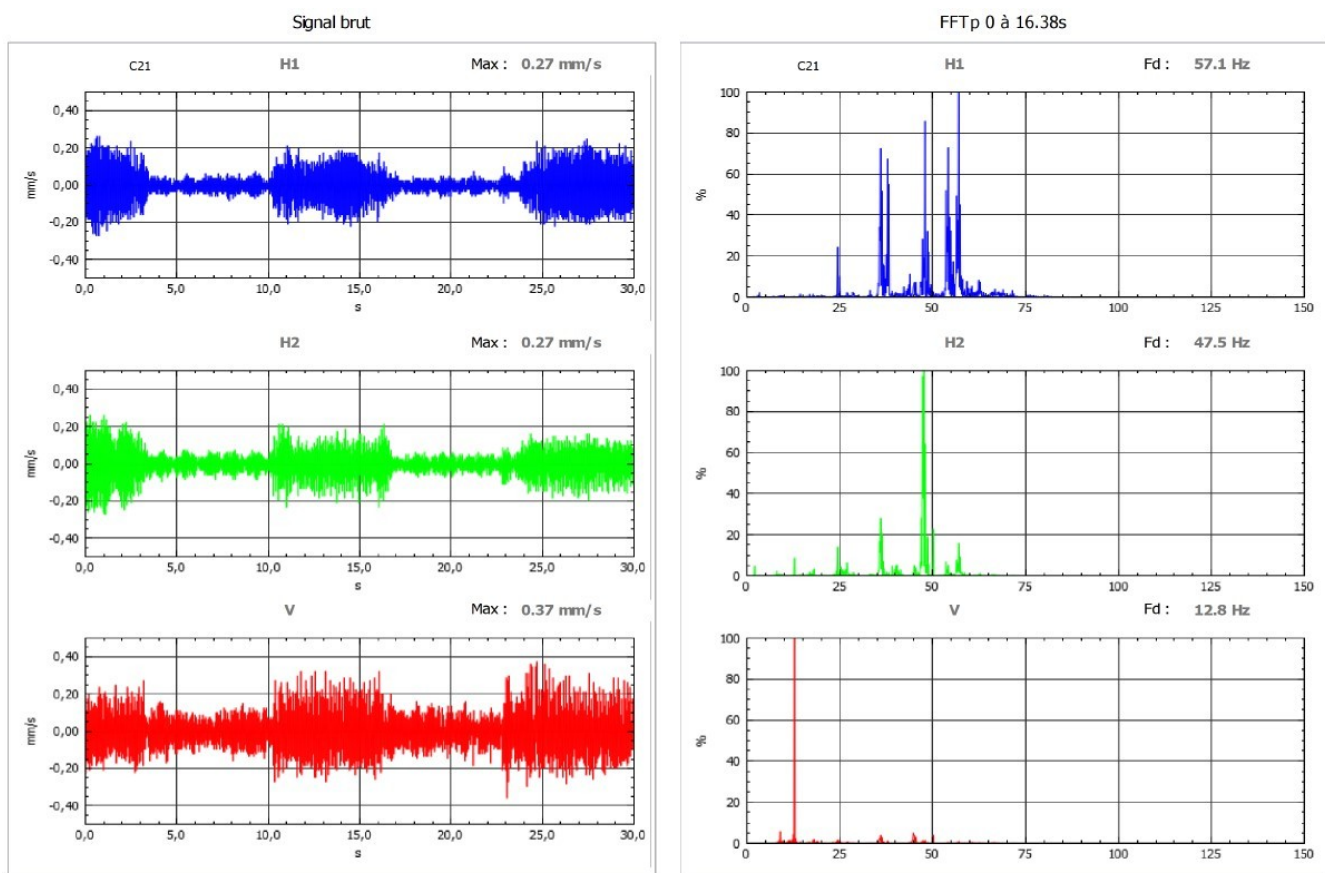 Signal brut
FFTp 0 à 16.38s
C21 H1 Max : 0.27 mm/s
0,40
0,20
0,00
-0,20
-0,40
mm/s
0,0 5,0 10,0 15,0 20,0 25,0 30,0
s
H2 Max : 0.27 mm/s
0,40
0,20
0,00
-0,20
-0,40
mm/s
0,0 5,0 10,0 15,0 20,0 25,0 30,0
s
V Max : 0.37 mm/s
0,40
0,20
0,00
-0,20
-0,40
mm/s
0,0 5,0 10,0 15,0 20,0 25,0 30,0
s
C21 H1 Fd : 57.1 Hz
100
80
60
40
20
0
%
0 25 50 75 100 125 150
H2 Fd : 47.5 Hz
100
80
60
40
20
0
%
0 25 50 75 100 125 150
V Fd : 12.8 Hz
100
80
60
40
20
0
%
0 25 50 75 100 125 150